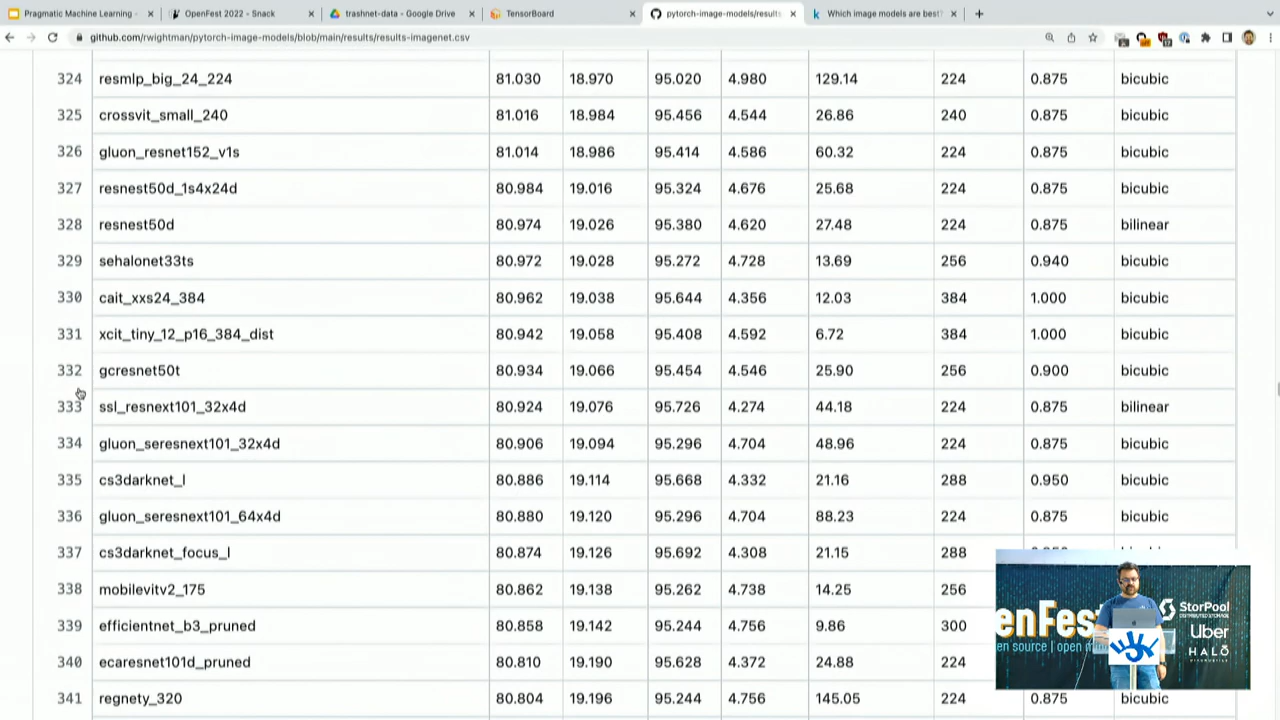 Pragmatic Machine Learning -
OpenFest 2022 - Snack
trashnet-data - Google Drive
TensorBoard
pytorch-image-models/results
Which image models are best?
github.com/rwightman/pytorch-image-models/blob/main/results/results-imagenet.csv
324 resmlp_big_24_224 81.030 18.970 95.020 4.980 129.14 224 0.875 bicubic
325 crossvit_small_240 81.016 18.984 95.456 4.544 26.86 240 0.875 bicubic
326 gluon_resnet152_v1s 81.014 18.986 95.414 4.586 60.32 224 0.875 bicubic
327 resnest50d_1s4x24d 80.984 19.016 95.324 4.676 25.68 224 0.875 bicubic
328 resnest50d 80.974 19.026 95.380 4.620 27.48 224 0.875 bilinear
329 sehalonet33ts 80.972 19.028 95.272 4.728 13.69 256 0.940 bicubic
330 cait_xxs24_384 80.962 19.038 95.644 4.356 12.03 384 1.000 bicubic
331 xcit_tiny_12_p16_384_dist 80.942 19.058 95.408 4.592 6.72 384 1.000 bicubic
332 gcresnet50t 80.934 19.066 95.454 4.546 25.90 256 0.900 bicubic
333 ssl_resnext101_32x4d 80.924 19.076 95.726 4.274 44.18 224 0.875 bilinear
334 gluon_seresnext101_32x4d 80.906 19.094 95.296 4.704 48.96 224 0.875 bicubic
335 cs3darknet_l 80.886 19.114 95.668 4.332 21.16 288 0.950 bicubic
336 gluon_seresnext101_64x4d 80.880 19.120 95.296 4.704 88.23 224 0.875 bicubic
337 cs3darknet_focus_l 80.874 19.126 95.692 4.308 21.15 288
338 mobilevitv2_175 80.862 19.138 95.262 4.738 14.25 256
339 efficientnet_b3_pruned 80.858 19.142 95.244 4.756 9.86 300
340 ecaresnet101d_pruned 80.810 19.190 95.628 4.372 24.88 224
341 regnety_320 80.804 19.196 95.244 4.756 145.05 224 0.875 bicubic
enFest
en source | open
StorPool
Uber
HALO